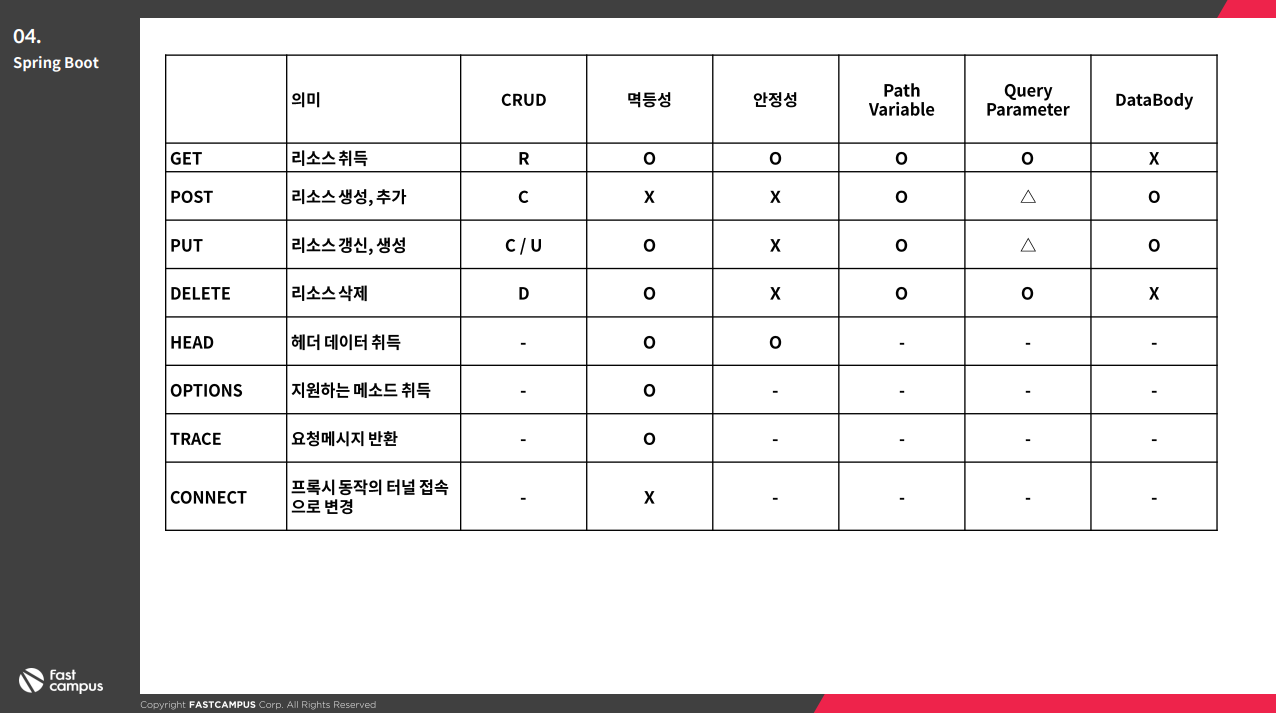 04.
Spring Boot
의미 CRUD 멱등성 안정성 Path Variable Query Parameter DataBody
GET 리소스 취득 R O O O O X
POST 리소스 생성, 추가 C X X O △ O
PUT 리소스 갱신, 생성 C / U O X O △ O
DELETE 리소스 삭제 D O X O O X
HEAD 헤더 데이터 취득 - O O - - -
OPTIONS 지원하는 메소드 취득 - O - - - -
TRACE 요청메시지 반환 - O - - - -
CONNECT 프록시 동작의 터널 접속
으로 변경 - X - - - -
Fast
campus
Copyright FASTCAMPUS Corp. All Rights Reserved